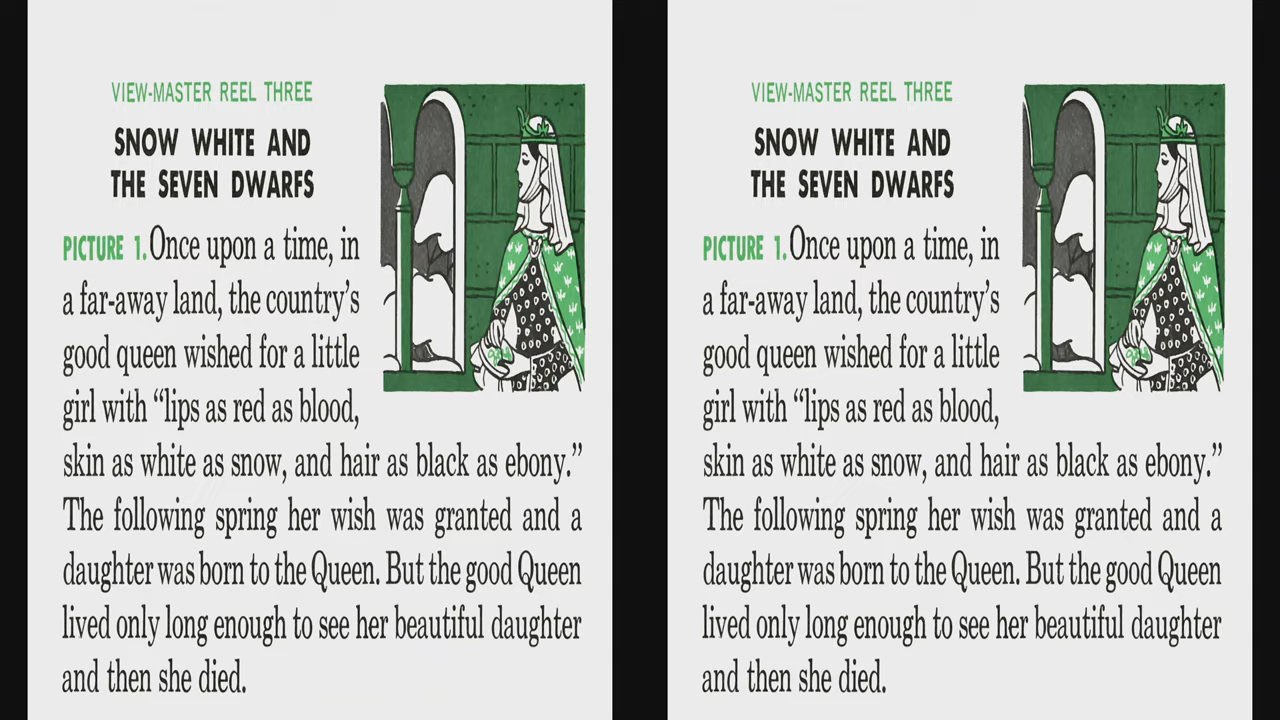 VIEW-MASTER REEL THREE
SNOW WHITE AND
THE SEVEN DWARFS
PICTURE 1. Once upon a time, in
a far-away land, the country’s
good queen wished for a little
girl with “lips as red as blood,
skin as white as snow, and hair as black as ebony.”
The following spring her wish was granted and a
daughter was born to the Queen. But the good Queen
lived only long enough to see her beautiful daughter
and then she died.
VIEW-MASTER REEL THREE
SNOW WHITE AND
THE SEVEN DWARFS
PICTURE 1. Once upon a time, in
a far-away land, the country’s
good queen wished for a little
girl with “lips as red as blood,
skin as white as snow, and hair as black as ebony.”
The following spring her wish was granted and a
daughter was born to the Queen. But the good Queen
lived only long enough to see her beautiful daughter
and then she died.